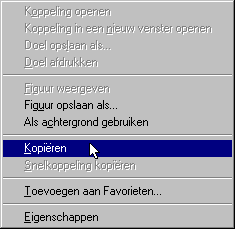 Koppeling openen
Koppeling in een nieuw venster openen
Doel opslaan als...
Doel afdrukken
Figuur weergeven
Figuur opslaan als...
Als achtergrond gebruiken
Kopiëren
Snelkoppeling kopiëren
Toevoegen aan Favorieten...
Eigenschappen